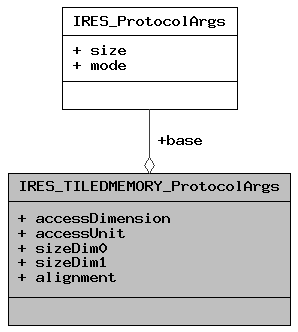 IRES_ProtocolArgs
+ size
+ mode
+base
IRES_TILEDMEMORY_ProtocolArgs
+ accessDimension
+ accessUnit
+ sizeDim0
+ sizeDim1
+ alignment